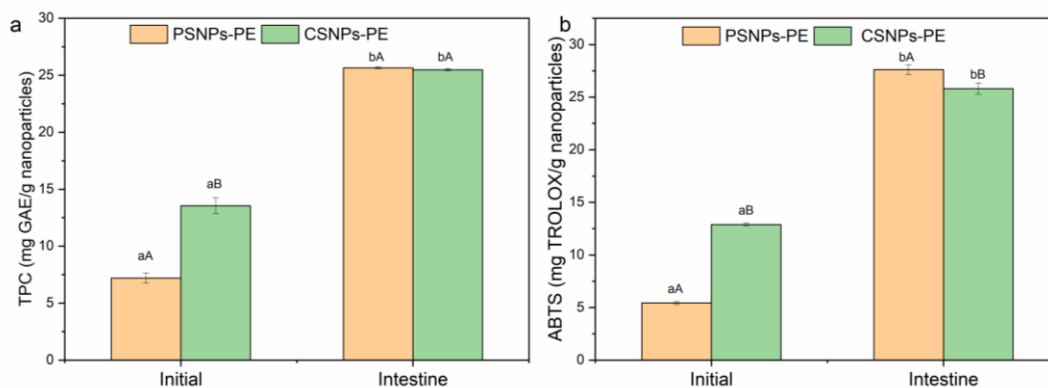 a
PSNPs-PE CSNPs-PE
TPC (mg GAE/g nanoparticles)
30
25
20
15
10
5
0
aA
aB
bA
bA
Initial
Intestine
b
PSNPs-PE CSNPs-PE
ABTS (mg TROLOX/g nanoparticles)
30
25
20
15
10
5
0
aA
aB
bA
bB
Initial
Intestine